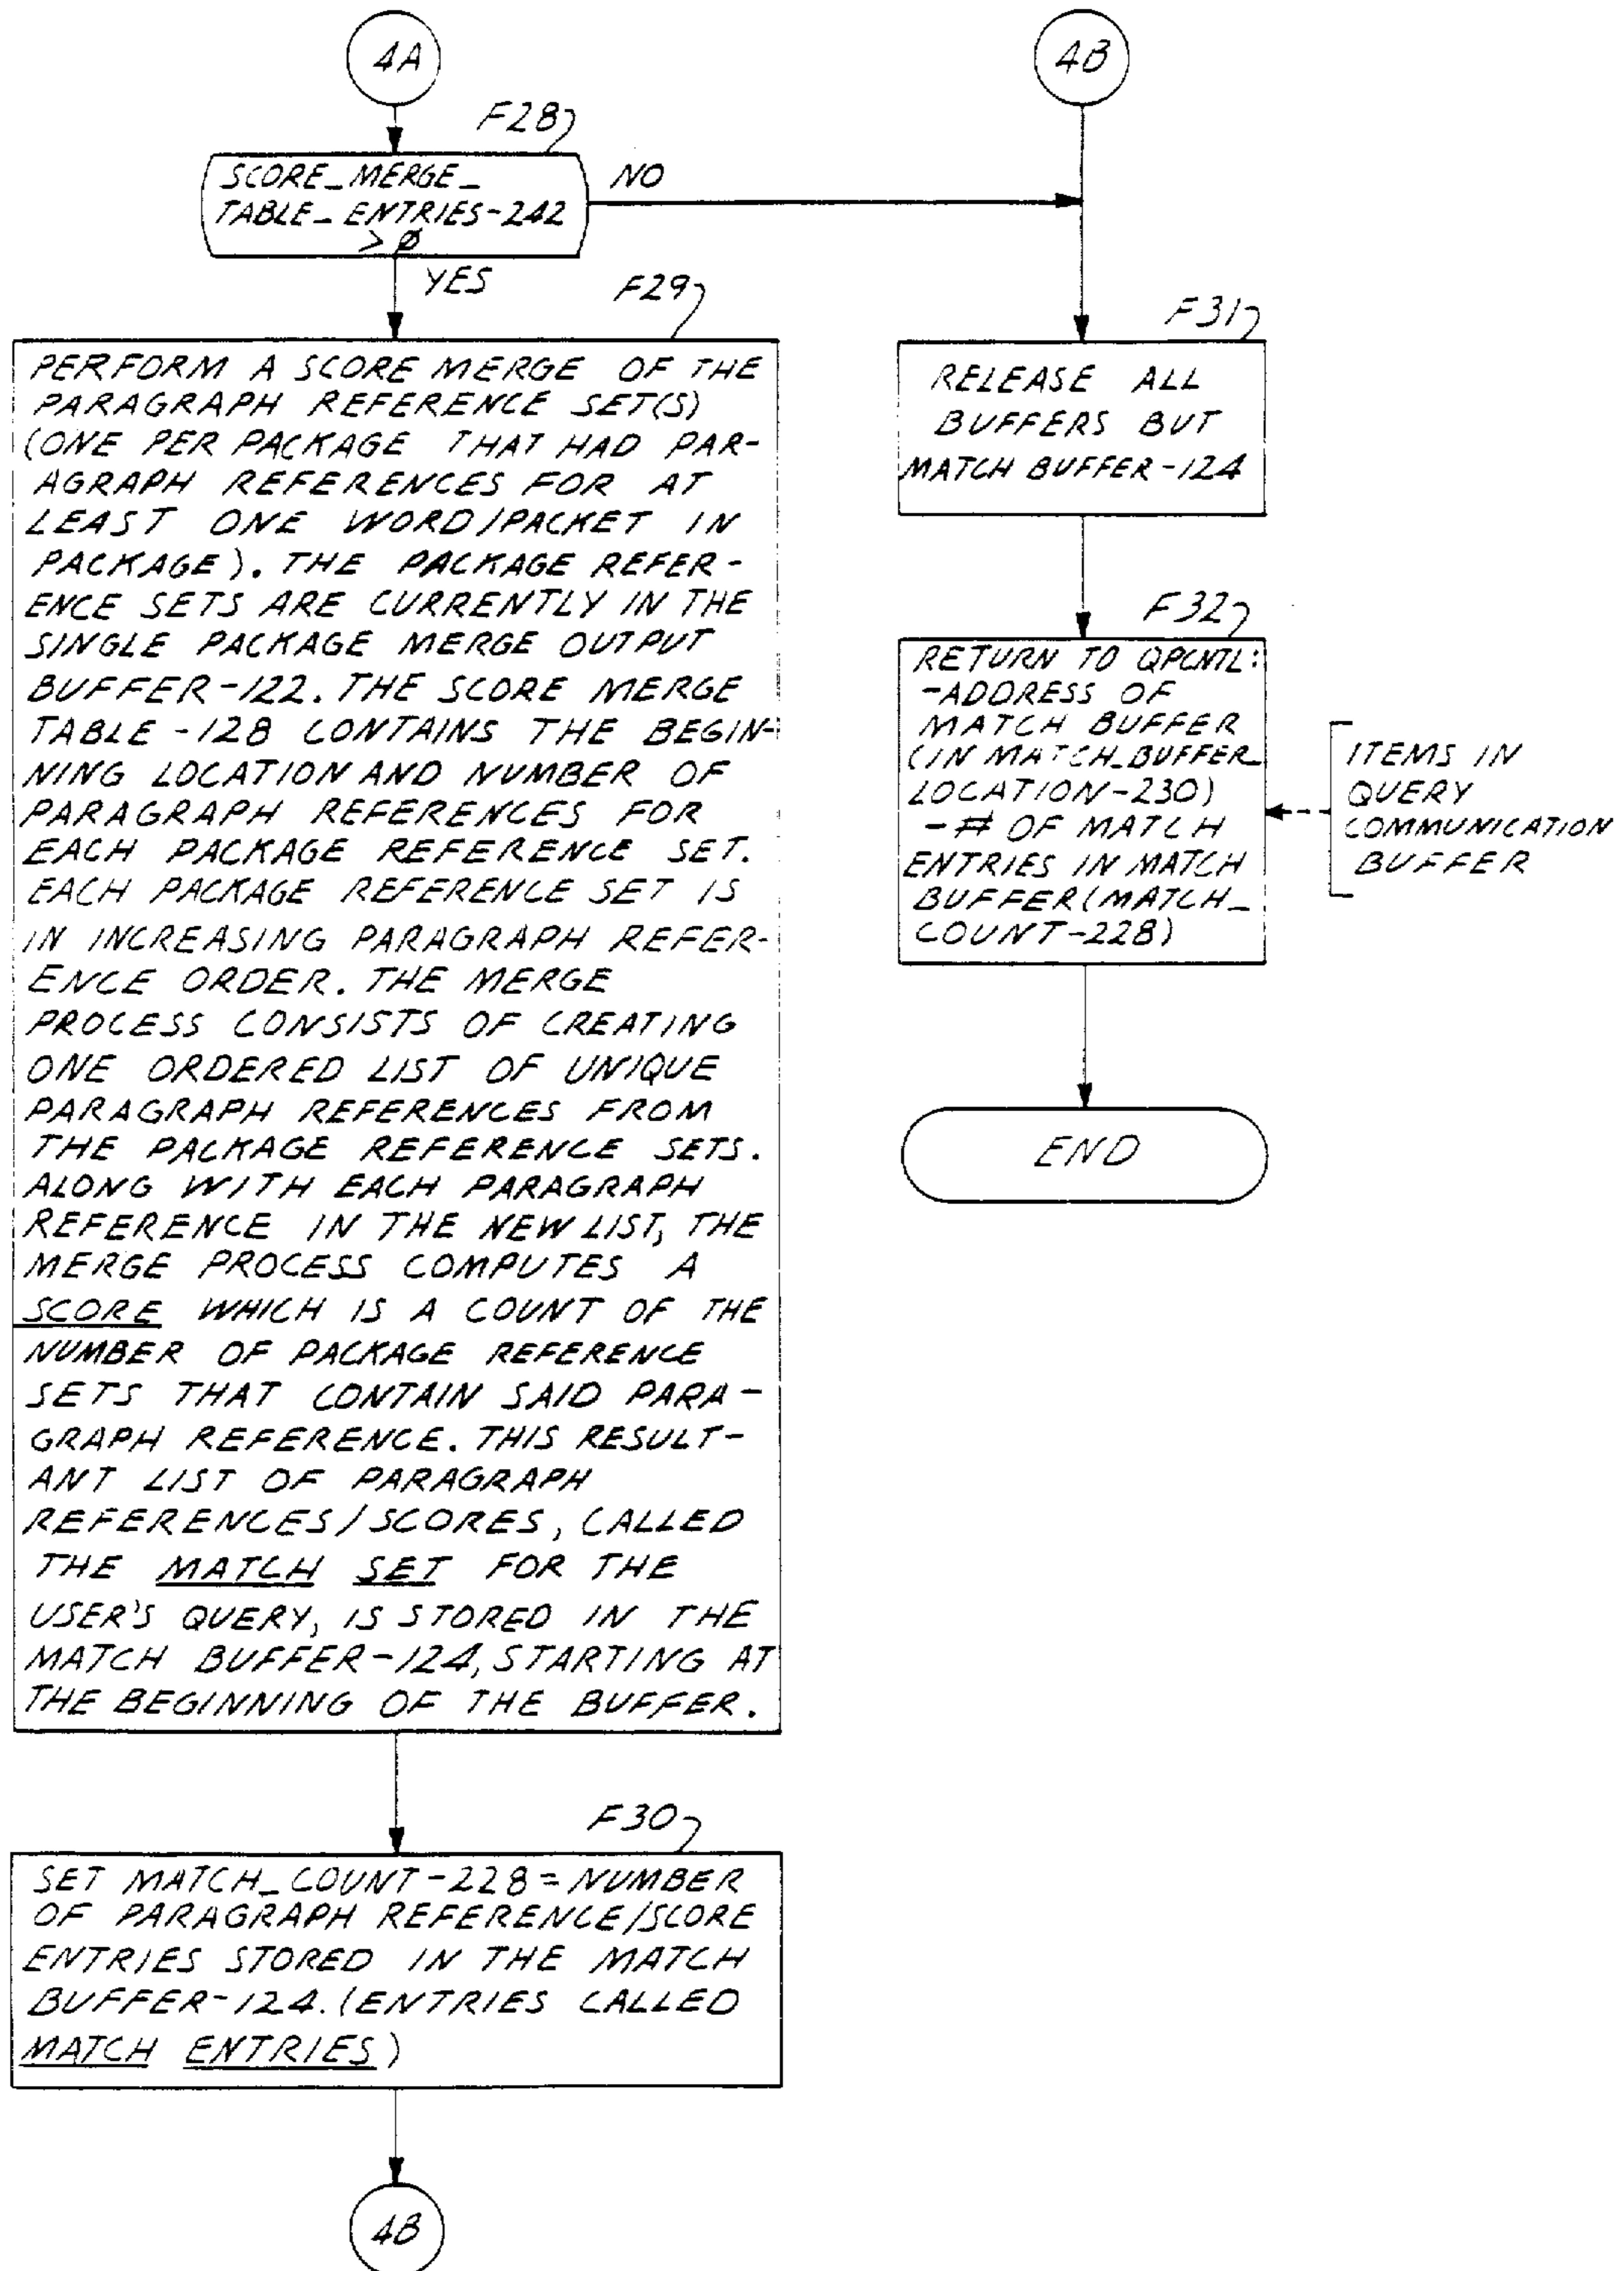 4A
F28
SCORE_MERGE_
TABLE_ENTRIES-242
> Ø
NO
YES
F29
PERFORM A SCORE MERGE OF THE
PARAGRAPH REFERENCE SET(S)
(ONE PER PACKAGE THAT HAD PAR-
AGRAPH REFERENCES FOR AT
LEAST ONE WORD/PACKET IN
PACKAGE). THE PACKAGE REFER-
ENCE SETS ARE CURRENTLY IN THE
SINGLE PACKAGE MERGE OUTPUT
BUFFER-122. THE SCORE MERGE
TABLE-128 CONTAINS THE BEGIN-
NING LOCATION AND NUMBER OF
PARAGRAPH REFERENCES FOR
EACH PACKAGE REFERENCE SET.
EACH PACKAGE REFERENCE SET IS
IN INCREASING PARAGRAPH REFER-
ENCE ORDER. THE MERGE
PROCESS CONSISTS OF CREATING
ONE ORDERED LIST OF UNIQUE
PARAGRAPH REFERENCES FROM
THE PACKAGE REFERENCE SETS.
ALONG WITH EACH PARAGRAPH
REFERENCE IN THE NEW LIST, THE
MERGE PROCESS COMPUTES A
SCORE WHICH IS A COUNT OF THE
NUMBER OF PACKAGE REFERENCE
SETS THAT CONTAIN SAID PARA-
GRAPH REFERENCE. THIS RESULT-
ANT LIST OF PARAGRAPH
REFERENCES/SCORES, CALLED
THE MATCH SET FOR THE
USER'S QUERY, IS STORED IN THE
MATCH BUFFER-124, STARTING AT
THE BEGINNING OF THE BUFFER.
F30
SET MATCH_COUNT-228=NUMBER
OF PARAGRAPH REFERENCE/SCORE
ENTRIES STORED IN THE MATCH
BUFFER-124. (ENTRIES CALLED
MATCH ENTRIES)
4B
4B
F31
RELEASE ALL
BUFFERS BUT
MATCH BUFFER-124
F32
RETURN TO QPCNTL:
-ADDRESS OF
MATCH BUFFER
(IN MATCH_BUFFER_
LOCATION-230)
-# OF MATCH
ENTRIES IN MATCH
BUFFER(MATCH_
COUNT-228)
ITEMS IN
QUERY
COMMUNICATION
BUFFER
END